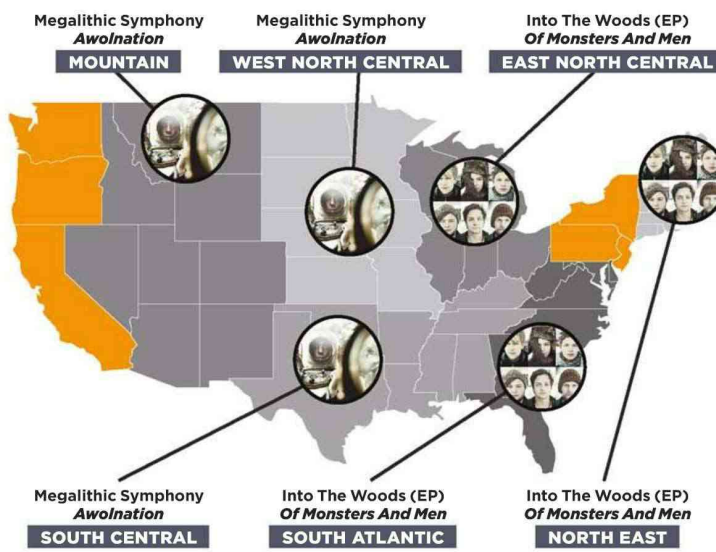 Megalithic Symphony
Awolnation
MOUNTAIN
Megalithic Symphony
Awolnation
WEST NORTH CENTRAL
Into The Woods (EP)
Of Monsters And Men
EAST NORTH CENTRAL
Megalithic Symphony
Awolnation
SOUTH CENTRAL
Into The Woods (EP)
Of Monsters And Men
SOUTH ATLANTIC
Into The Woods (EP)
Of Monsters And Men
NORTH EAST